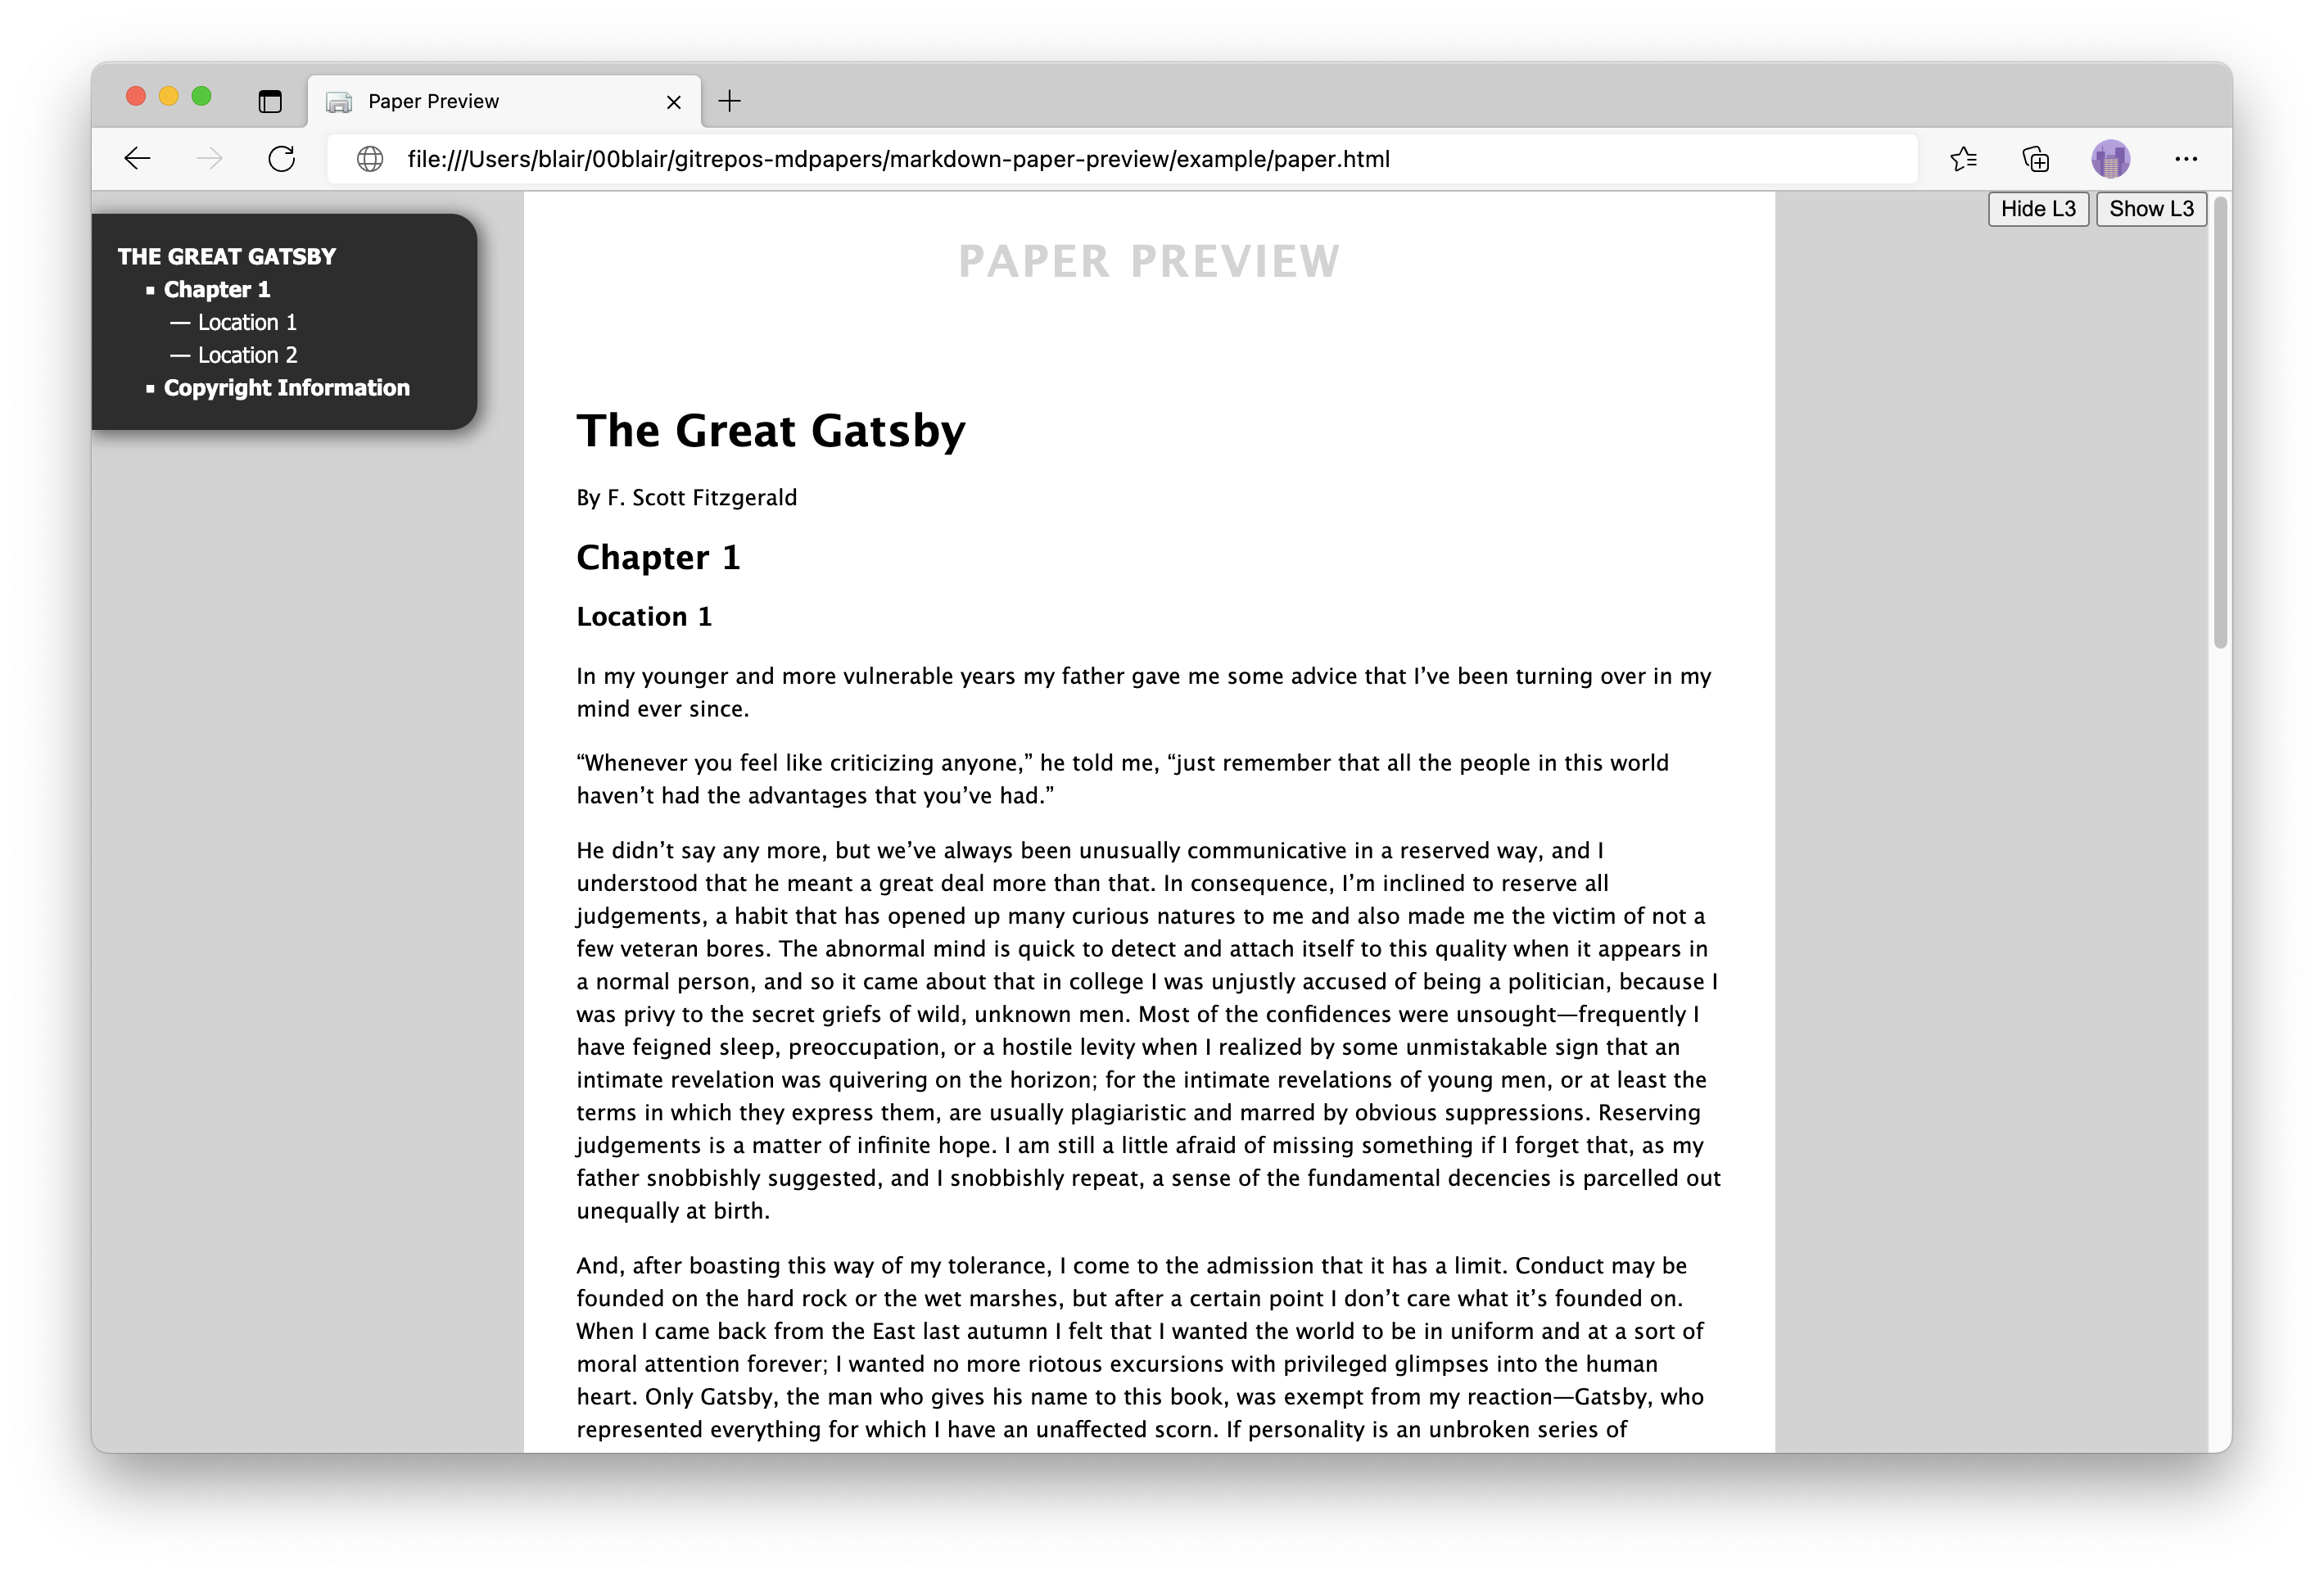 Paper Preview
file:///Users/blair/00blair/gitrepos-mdpapers/markdown-paper-preview/example/paper.html
Hide L3 Show L3
THE GREAT GATSBY
▪ Chapter 1
— Location 1
— Location 2
▪ Copyright Information
PAPER PREVIEW
The Great Gatsby
By F. Scott Fitzgerald
Chapter 1
Location 1
In my younger and more vulnerable years my father gave me some advice that I’ve been turning over in my
mind ever since.
“Whenever you feel like criticizing anyone,” he told me, “just remember that all the people in this world
haven’t had the advantages that you’ve had.”
He didn’t say any more, but we’ve always been unusually communicative in a reserved way, and I
understood that he meant a great deal more than that. In consequence, I’m inclined to reserve all
judgements, a habit that has opened up many curious natures to me and also made me the victim of not a
few veteran bores. The abnormal mind is quick to detect and attach itself to this quality when it appears in
a normal person, and so it came about that in college I was unjustly accused of being a politician, because I
was privy to the secret griefs of wild, unknown men. Most of the confidences were unsought—frequently I
have feigned sleep, preoccupation, or a hostile levity when I realized by some unmistakable sign that an
intimate revelation was quivering on the horizon; for the intimate revelations of young men, or at least the
terms in which they express them, are usually plagiaristic and marred by obvious suppressions. Reserving
judgements is a matter of infinite hope. I am still a little afraid of missing something if I forget that, as my
father snobbishly suggested, and I snobbishly repeat, a sense of the fundamental decencies is parcelled out
unequally at birth.
And, after boasting this way of my tolerance, I come to the admission that it has a limit. Conduct may be
founded on the hard rock or the wet marshes, but after a certain point I don’t care what it’s founded on.
When I came back from the East last autumn I felt that I wanted the world to be in uniform and at a sort of
moral attention forever; I wanted no more riotous excursions with privileged glimpses into the human
heart. Only Gatsby, the man who gives his name to this book, was exempt from my reaction—Gatsby, who
represented everything for which I have an unaffected scorn. If personality is an unbroken series of